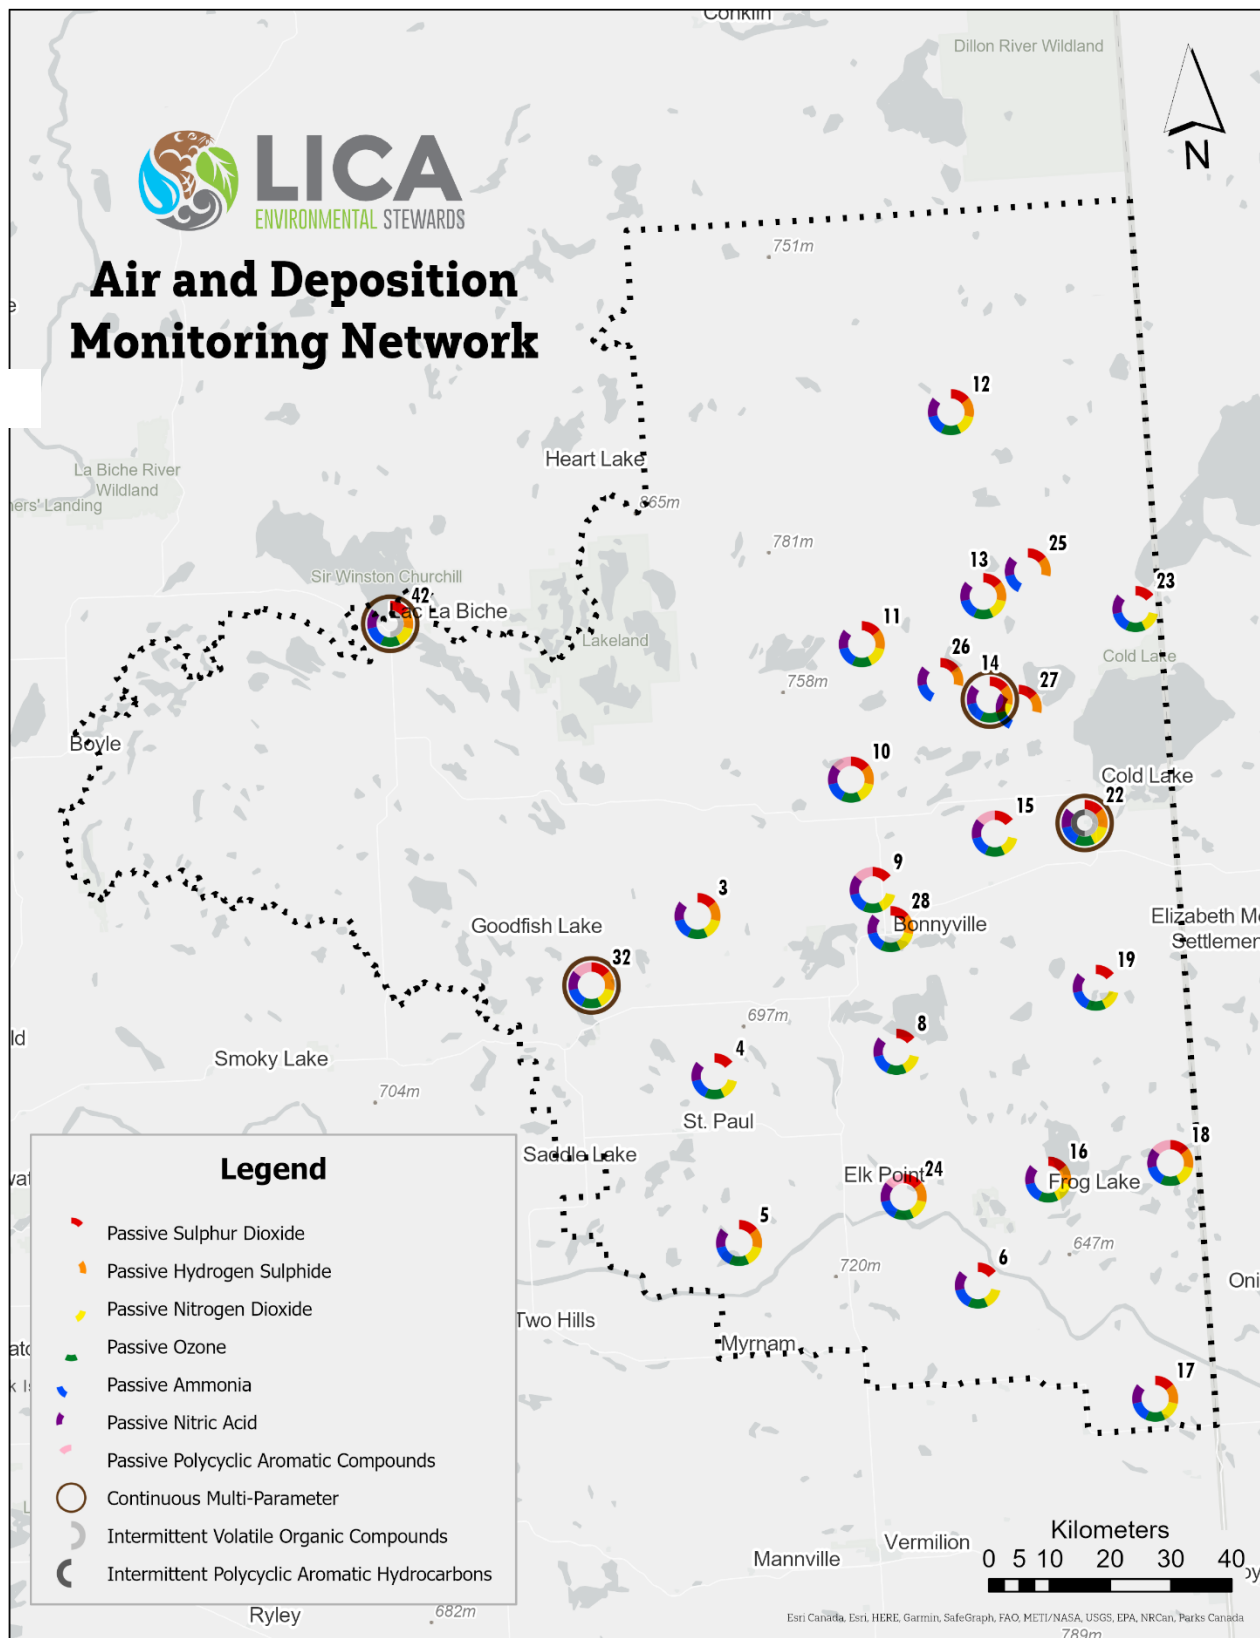 Conklin
Dillon River Wildland
N
LICA
ENVIRONMENTAL STEWARDS
Air and Deposition
Monitoring Network
751m
12
La Biche River
Wildland
Heart Lake
865m
781m
25
13
23
Sir Winston Churchill
42
Lac La Biche
Lakeland
11
26
14
27
Cold Lake
758m
Boyle
10
Cold Lake
22
15
9
3
28
Bonnyville
Goodfish Lake
32
Elizabeth
19
697m
8
4
Smoky Lake
704m
St. Paul
Saddle Lake
18
16
Frog Lake
Elk Point
24
5
647m
6
720m
Two Hills
Myrnam
17
Legend
Passive Sulphur Dioxide
Passive Hydrogen Sulphide
Passive Nitrogen Dioxide
Passive Ozone
Passive Ammonia
Passive Nitric Acid
Passive Polycyclic Aromatic Compounds
Continuous Multi-Parameter
Intermittent Volatile Organic Compounds
Intermittent Polycyclic Aromatic Hydrocarbons
Kilometers
0 5 10 20 30 40
Vermilion
Mannville
Ryley
682m
789m
Esri Canada, Esri, HERE, Garmin, SafeGraph, FAO, METI/NASA, USGS, EPA, NRCan, Parks Canada